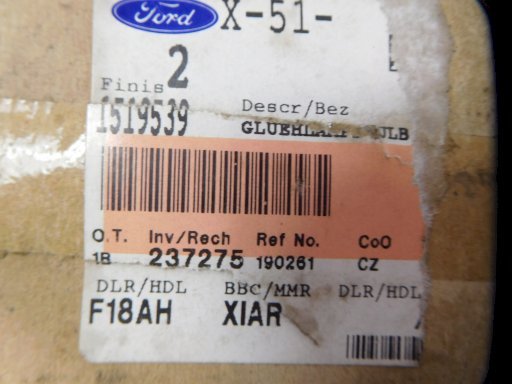 Ford X-51-
2
Finis
1519539
Descr/Bez
O.T. Inv/Rech Ref No. CoO
1B 237275 190261 CZ
DLR/HDL BBC/MMR DLR/HDL
F18AH XIAR